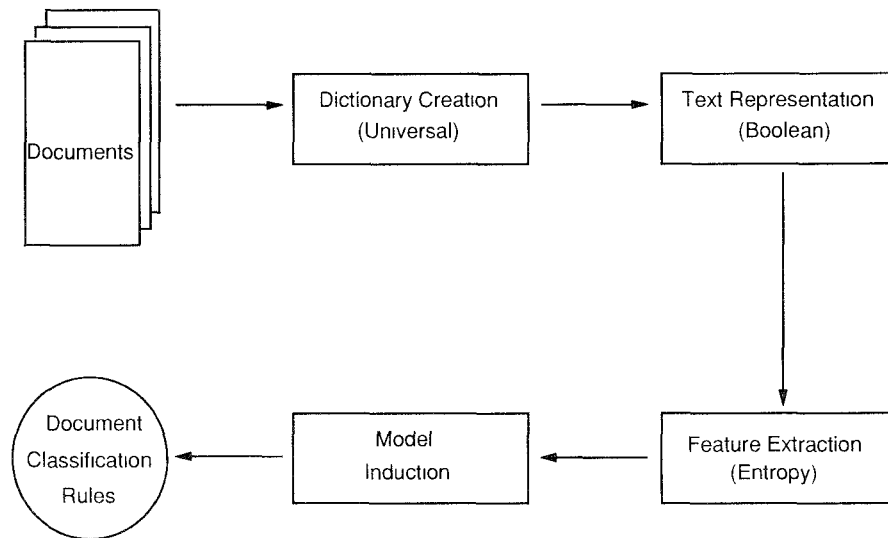 Documents
Dictionary Creation
(Universal)
Text Representation
(Boolean)
Feature Extraction
(Entropy)
Model
Induction
Document
Classification
Rules